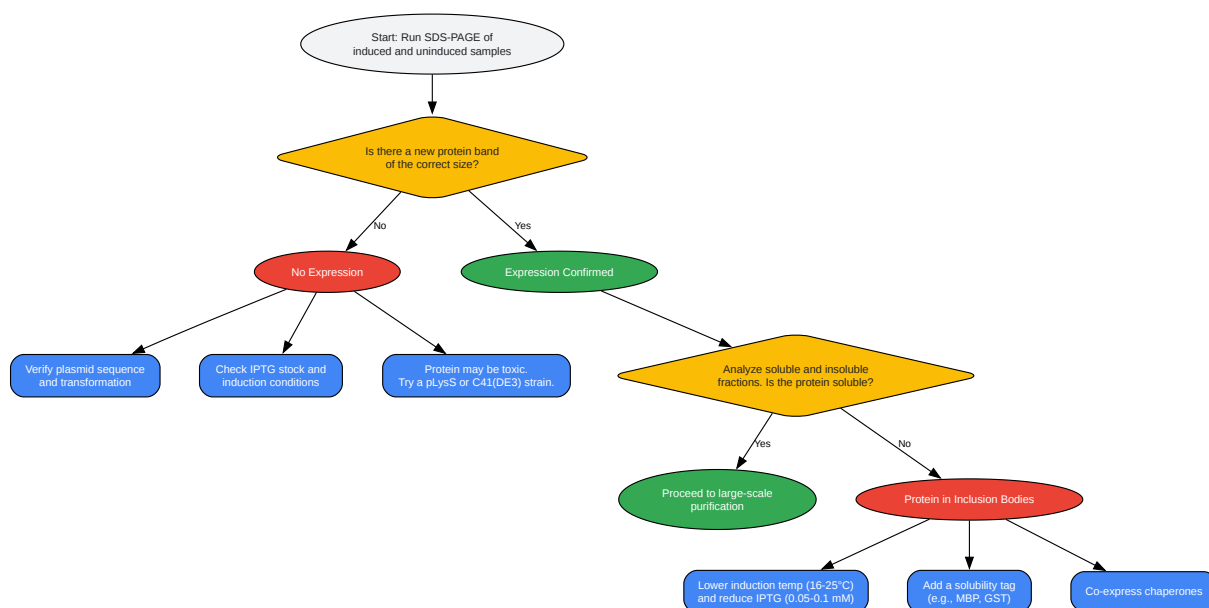 Start: Run SDS-PAGE of
induced and uninduced samples
Is there a new protein band
of the correct size?
No
Yes
No Expression
Expression Confirmed
Verify plasmid sequence
and transformation
Check IPTG stock and
induction conditions
Protein may be toxic.
Try a pLysS or C41(DE3) strain.
Analyze soluble and insoluble
fractions. Is the protein soluble?
Yes
No
Proceed to large-scale
purification
Protein in Inclusion Bodies
Lower induction temp (16-25°C)
and reduce IPTG (0.05-0.1 mM)
Add a solubility tag
(e.g., MBP, GST)
Co-express chaperones